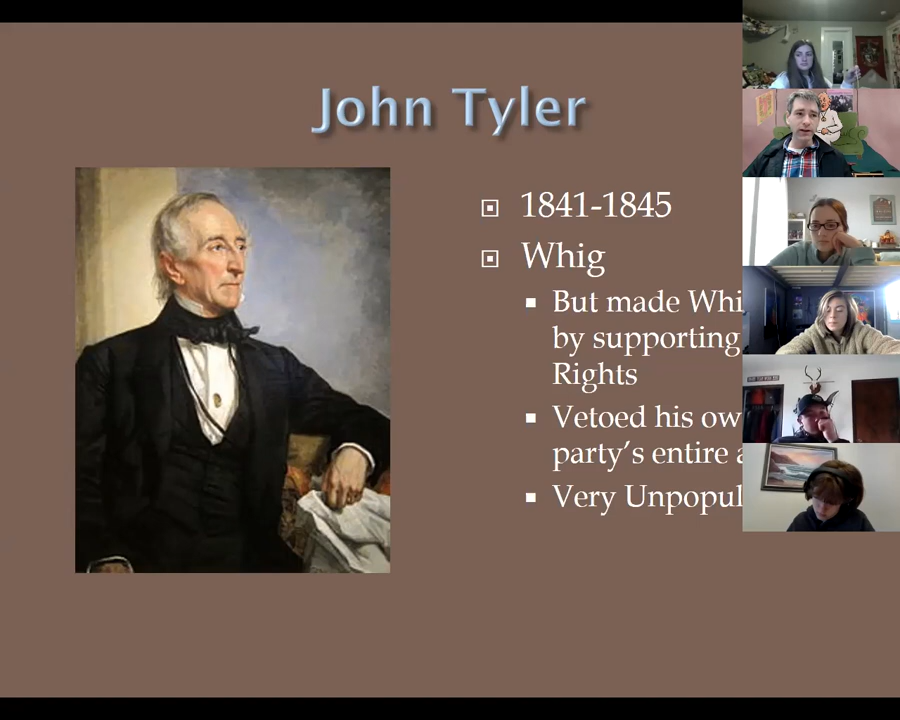 John Tyler
1841-1845
Whig
But made Whi
by supporting
Rights
Vetoed his ow
party's entire a
Very Unpopul